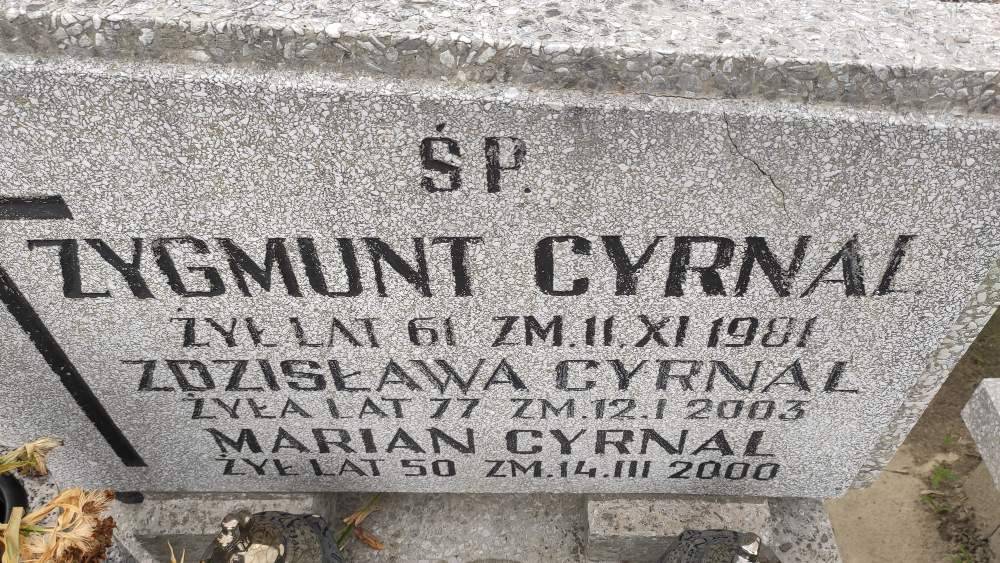 ŚP.
ZYGMUNT CYRNAL
ŻYŁ LAT 61 ZM. 11. XI 1981
ZDZISŁAWA CYRNAL
ŻYŁA LAT 77 ZM. 12. I 2003
MARIAN CYRNAL
ŻYŁ LAT 50 ZM. 14. III 2000